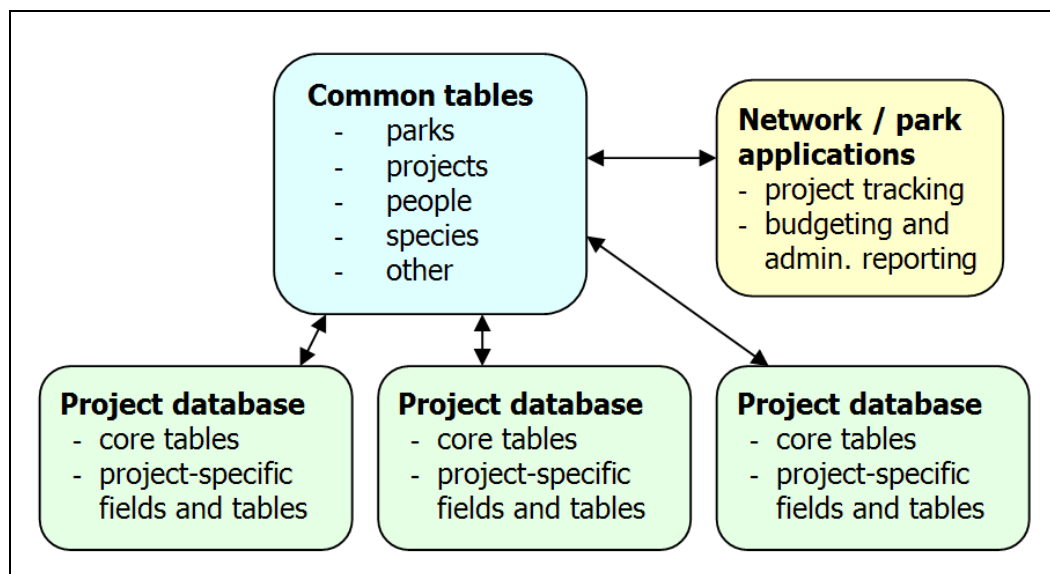 Common tables
- parks
- projects
- people
- species
- other
Network / park
applications
- project tracking
- budgeting and
admin. reporting
Project database
- core tables
- project-specific
fields and tables
Project database
- core tables
- project-specific
fields and tables
Project database
- core tables
- project-specific
fields and tables